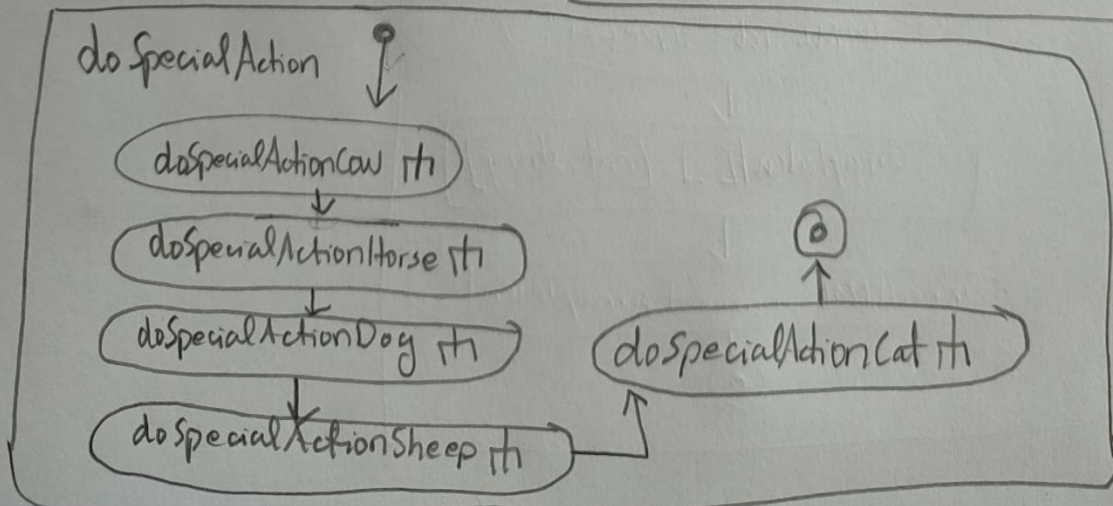 doSpecialAction
doSpecialActionCow
doSpecialActionHorse
doSpecialActionDog
doSpecialActionSheep
doSpecialActionCat